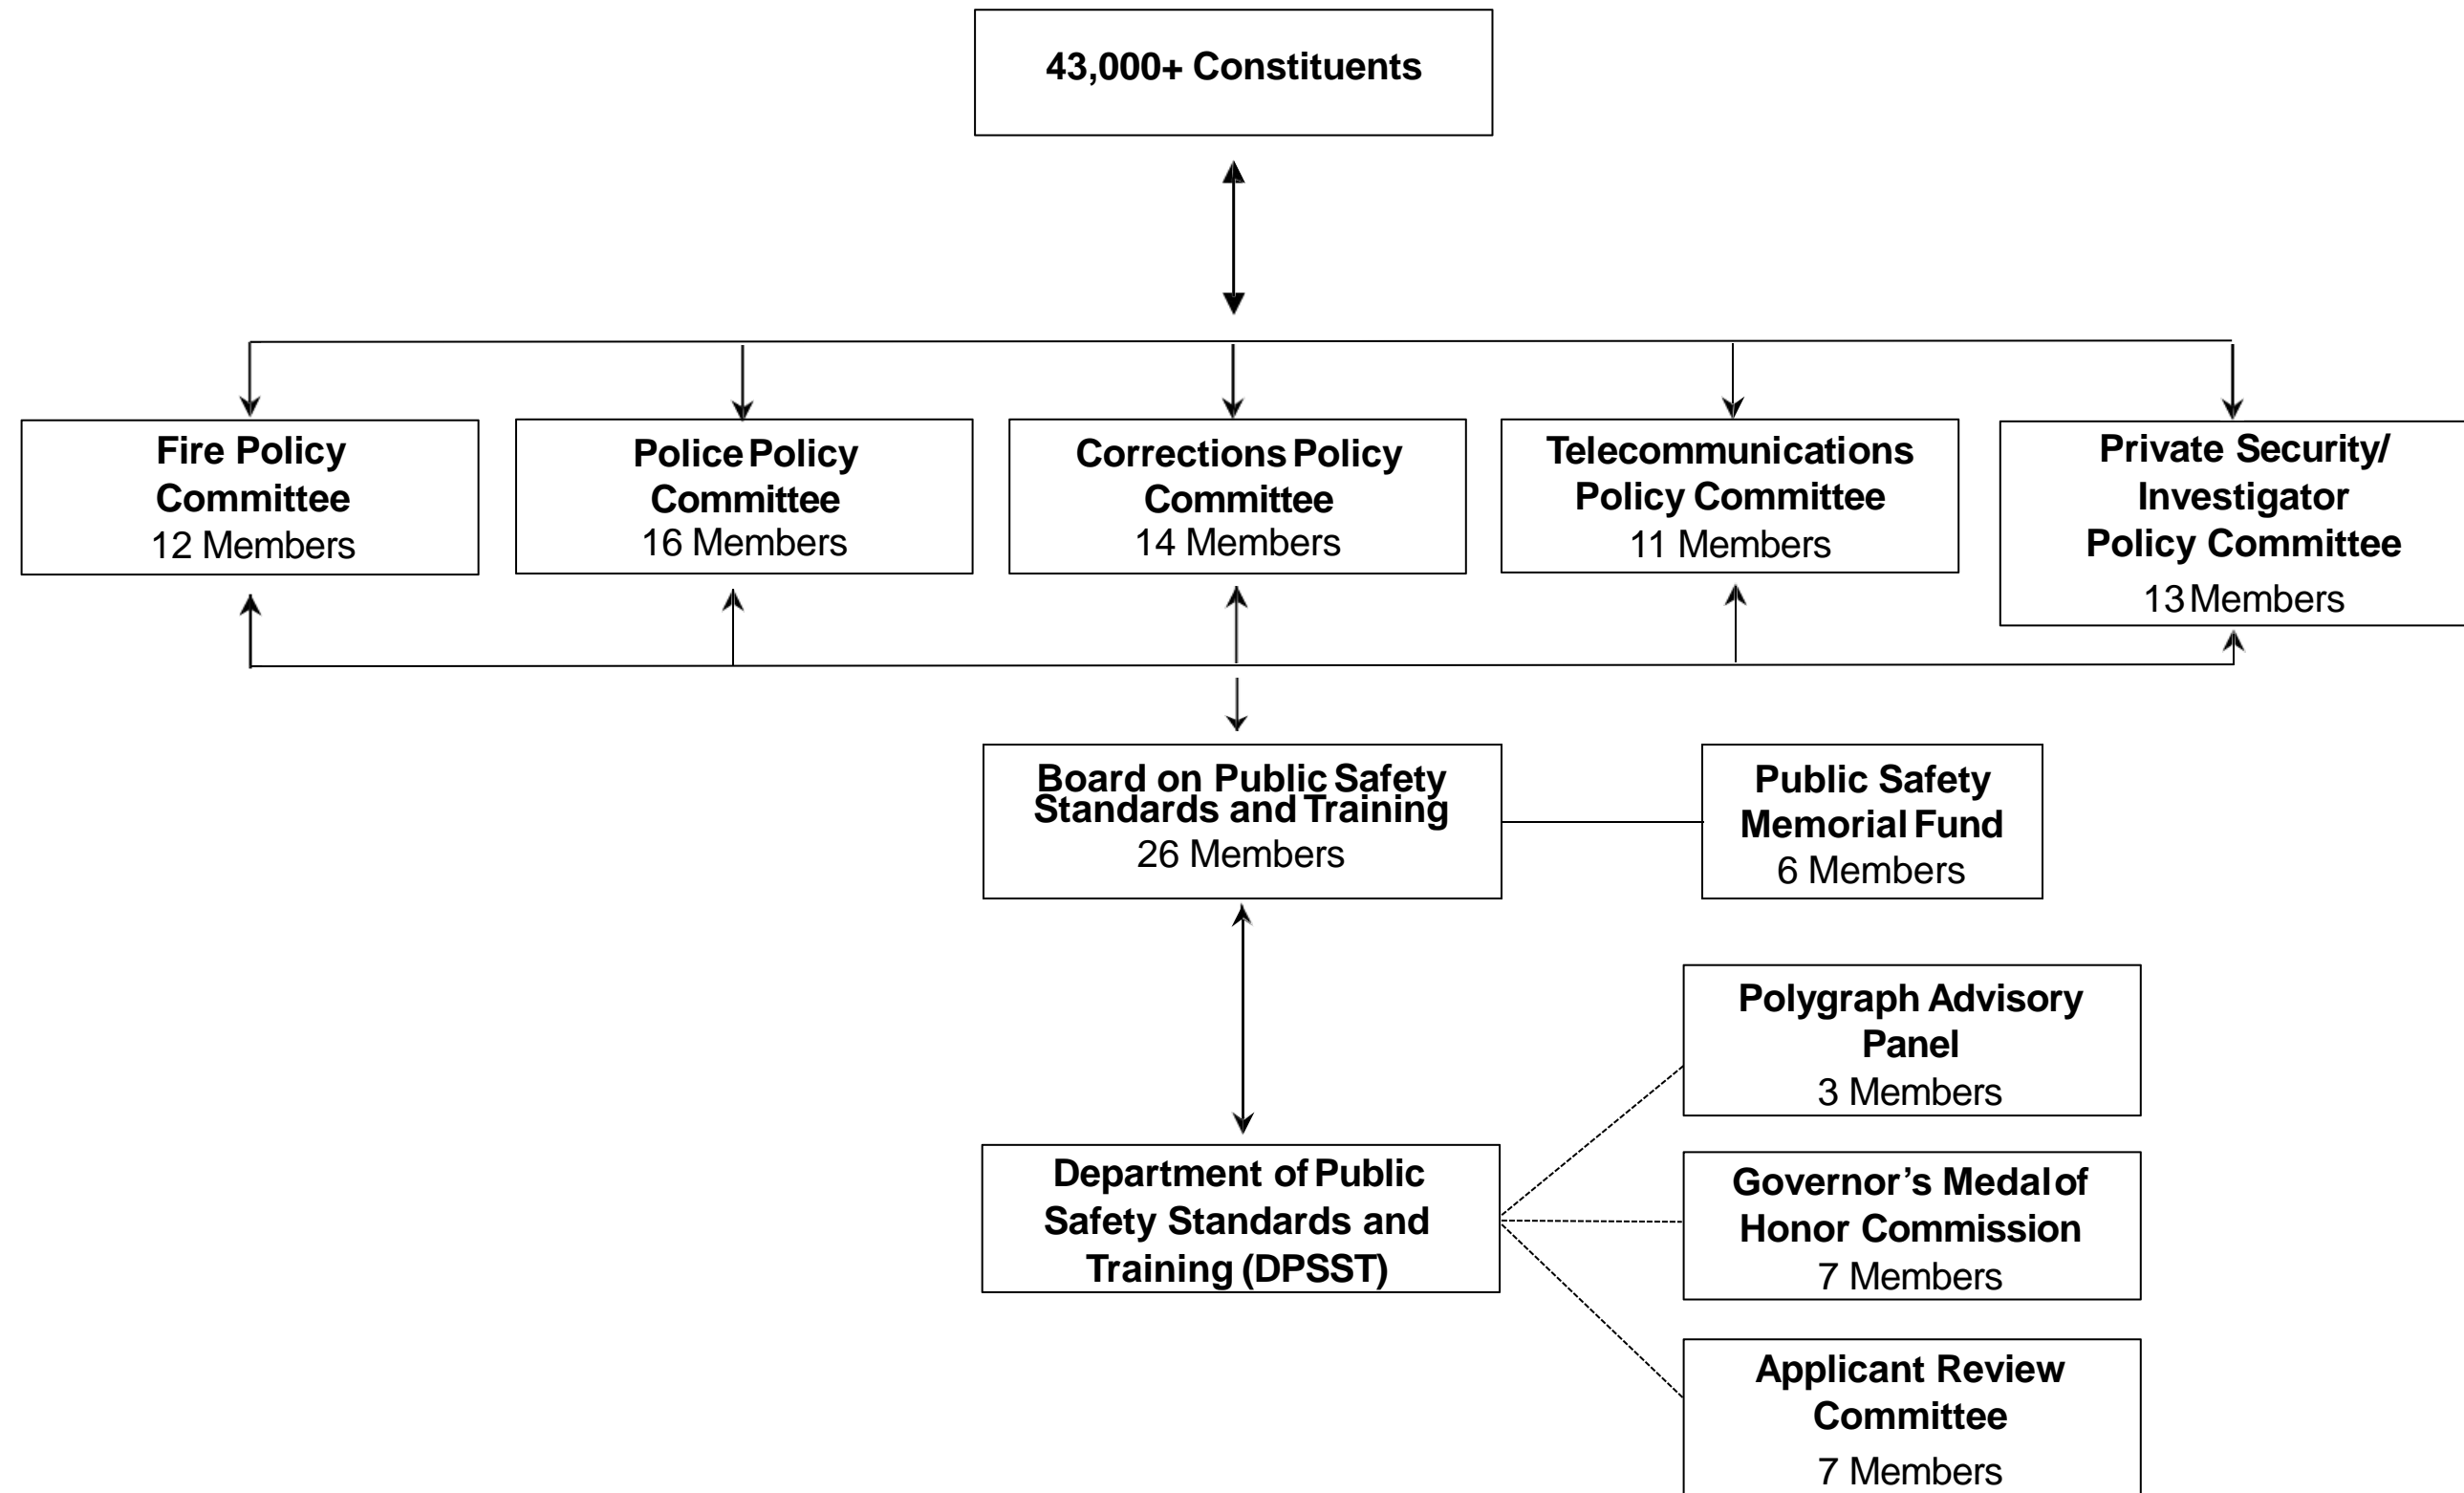 43,000+ Constituents
Fire Policy
Committee
12 Members
Police Policy
Committee
16 Members
Corrections Policy
Committee
14 Members
Telecommunications
Policy Committee
11 Members
Private Security/
Investigator
Policy Committee
13 Members
Board on Public Safety
Standards and Training
26 Members
Public Safety
Memorial Fund
6 Members
Polygraph Advisory
Panel
3 Members
Department of Public
Safety Standards and
Training (DPSST)
Governor’s Medal of
Honor Commission
7 Members
Applicant Review
Committee
7 Members